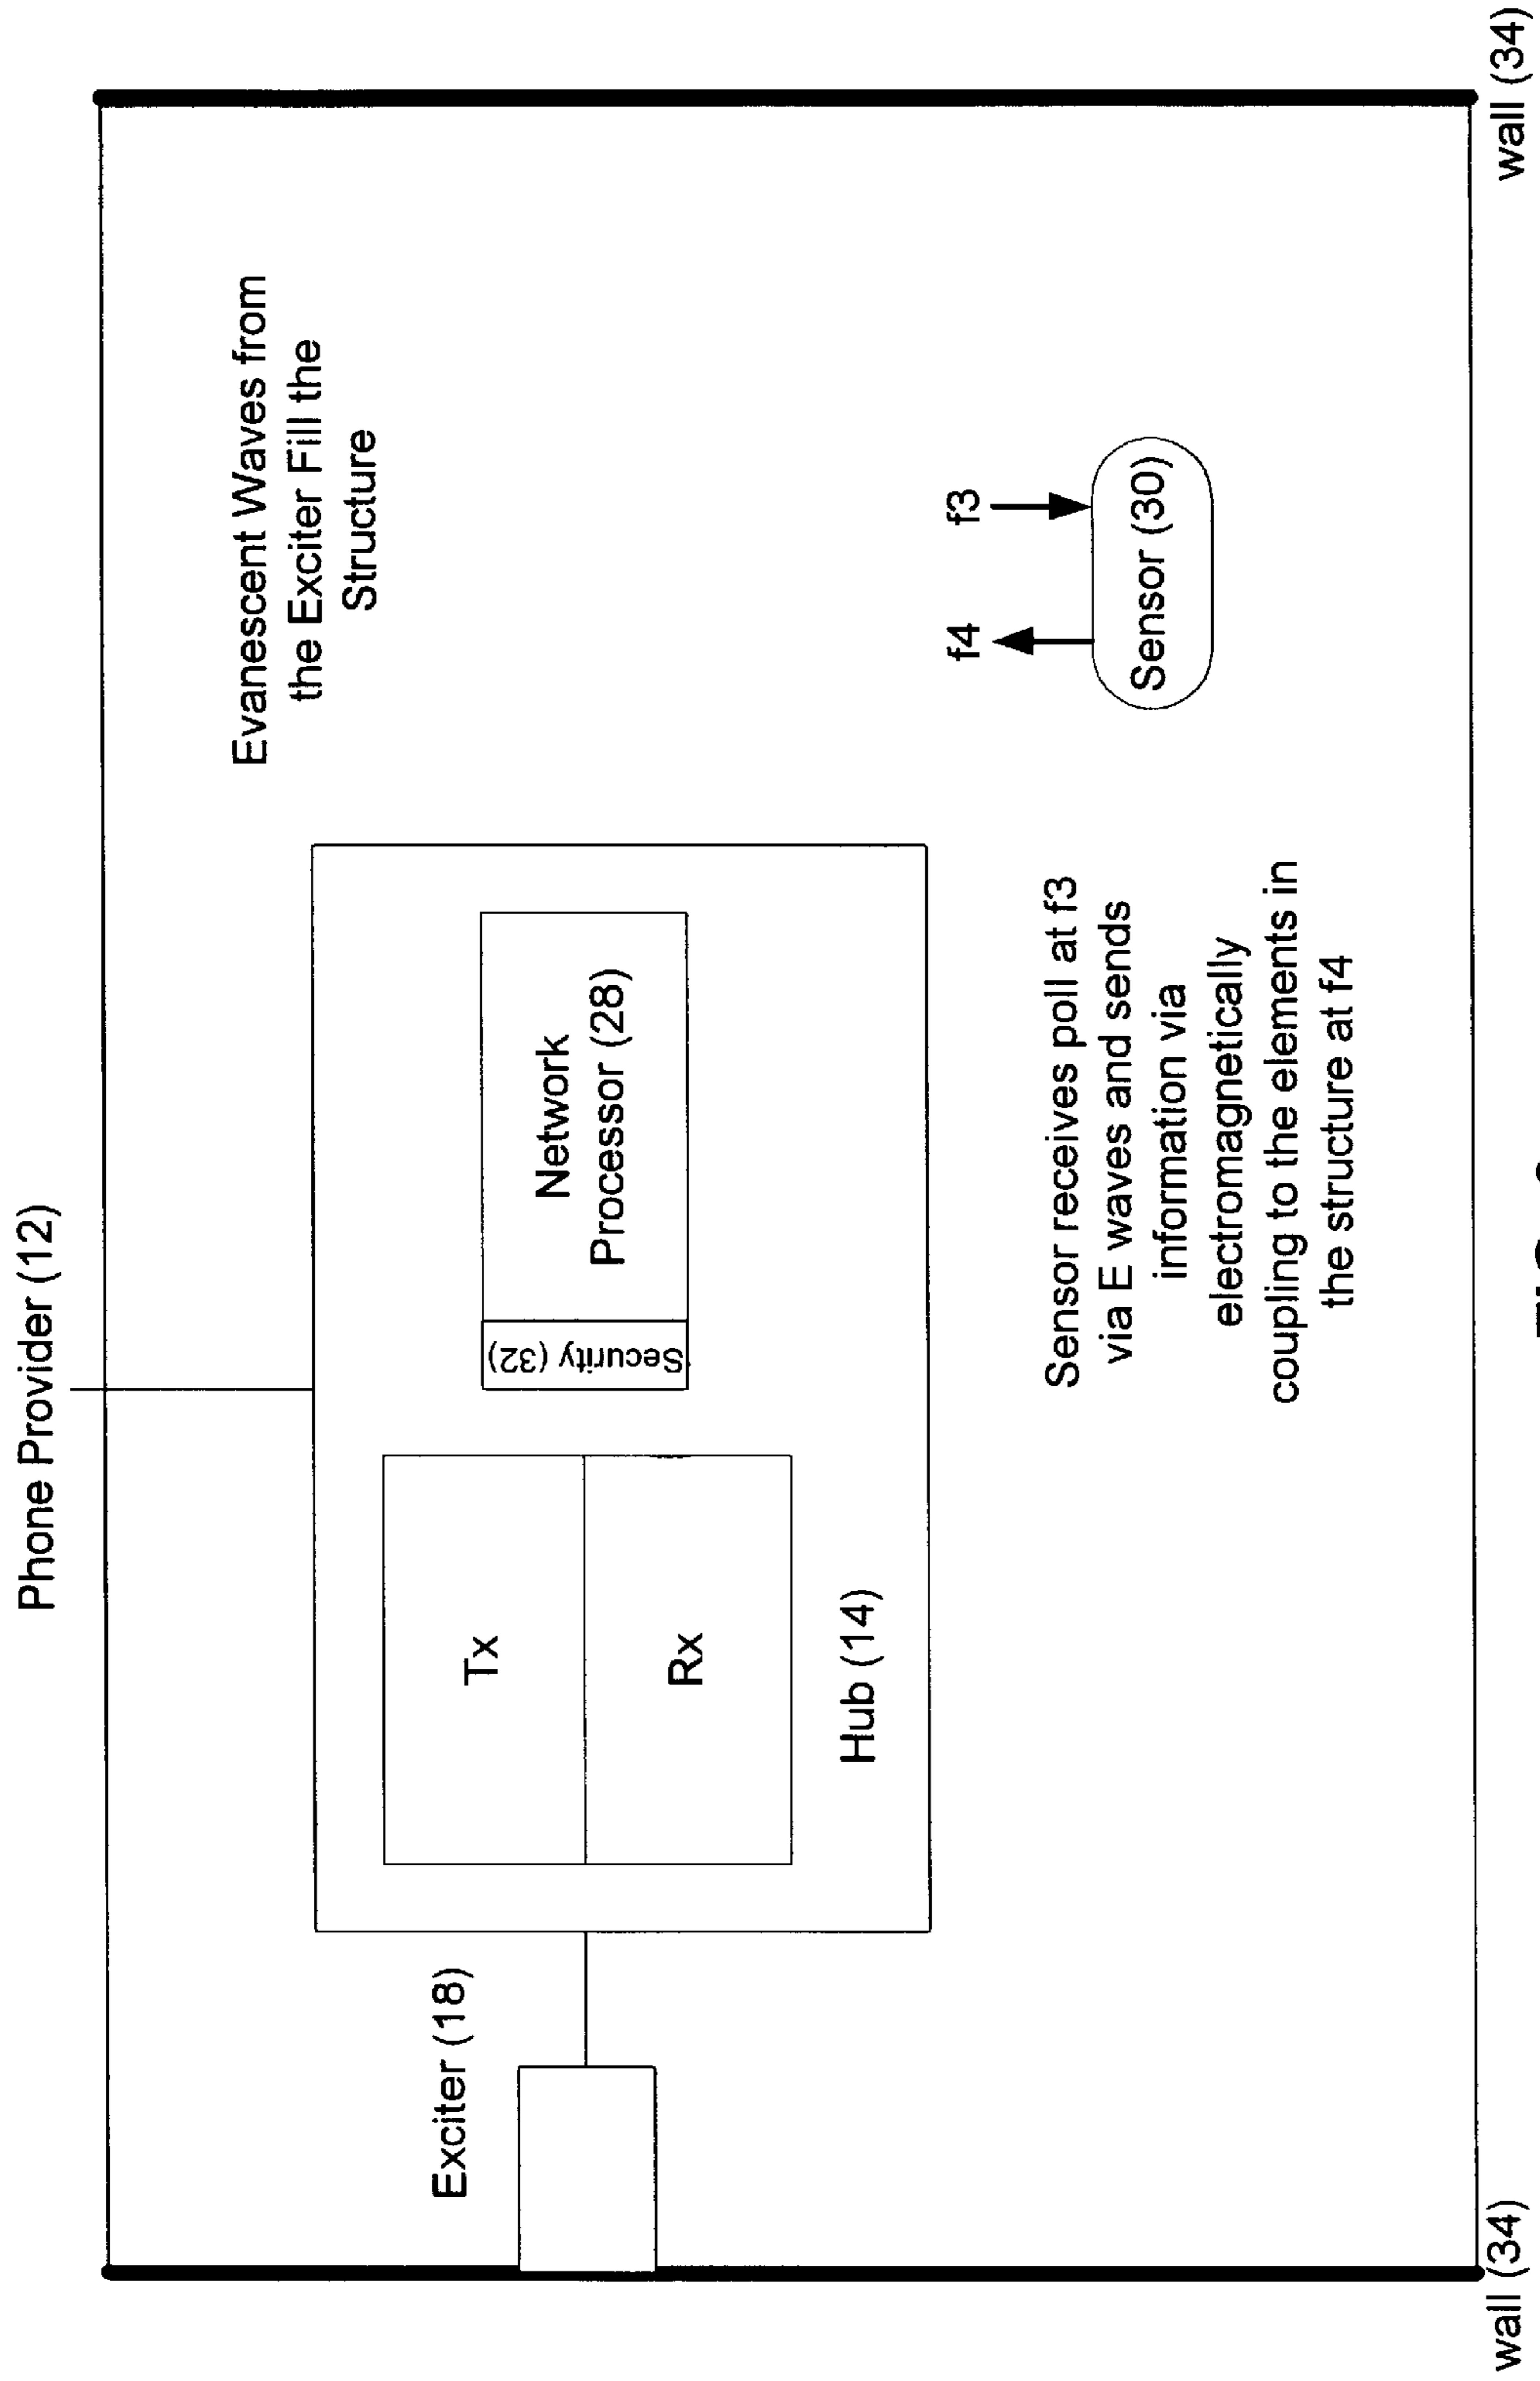 Phone Provider (12)
Exciter (18)
Tx
Rx
Hub (14)
Security (32)
Network
Processor (28)
Evanescent Waves from
the Exciter Fill the
Structure
f4
f3
Sensor (30)
Sensor receives poll at f3
via E waves and sends
information via
electromagnetically
coupling to the elements in
the structure at f4
wall (34)
wall (34)